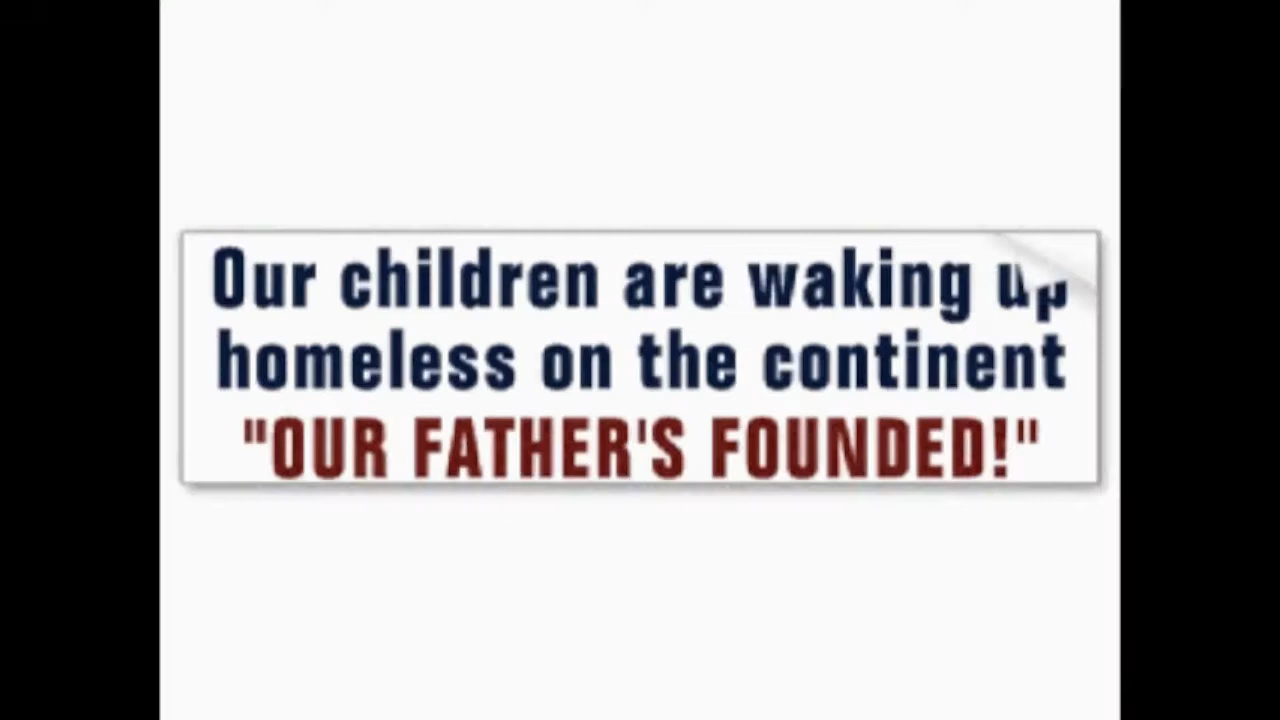 Our children are waking up
homeless on the continent
"OUR FATHER'S FOUNDED!"